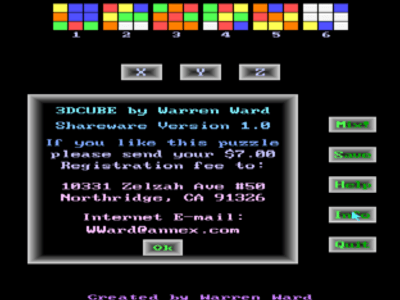 1 2 3 4 5 6
X Y Z
3DCUBE by Warren Ward
Shareware Version 1.0
If you like this puzzle
please send your $7.00
Registration fee to:
10331 Zelzah Ave #50
Northridge, CA 91326
Internet E-mail:
WWard@annex.com
Ok
Help
Quit
Created by Warren Ward